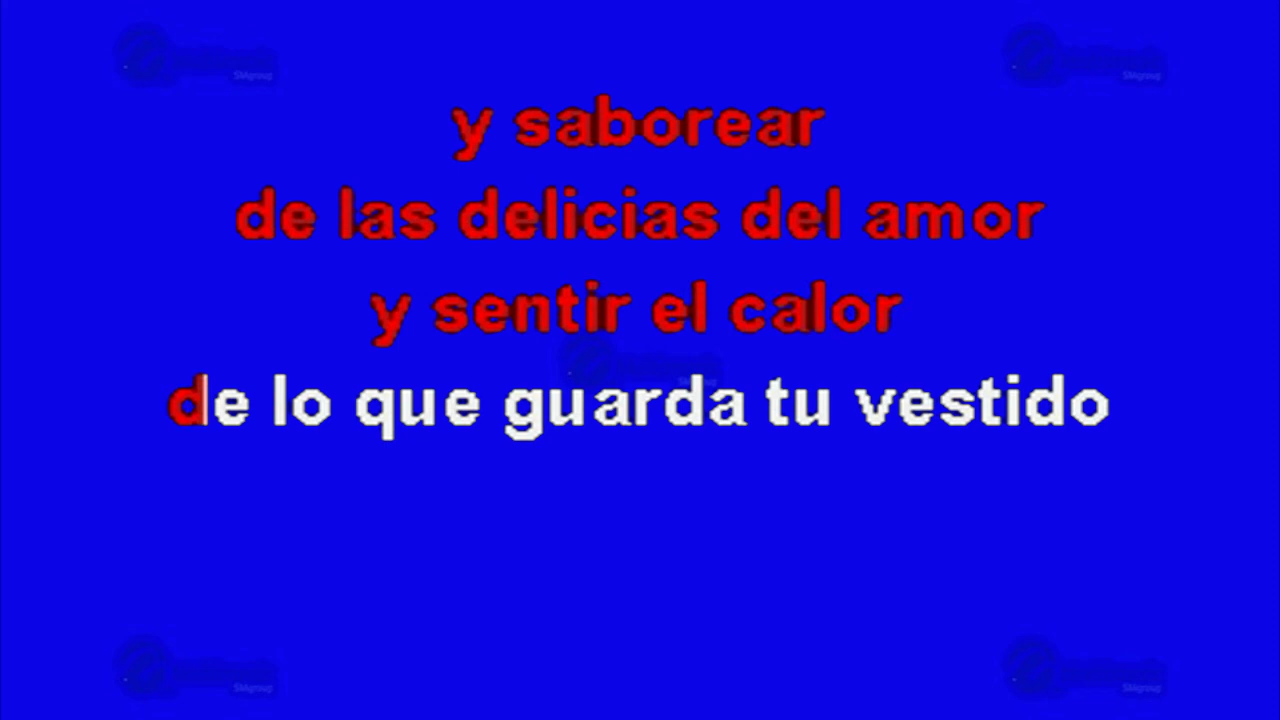 y saborear
de las delicias del amor
y sentir el calor
de lo que guarda tu vestido